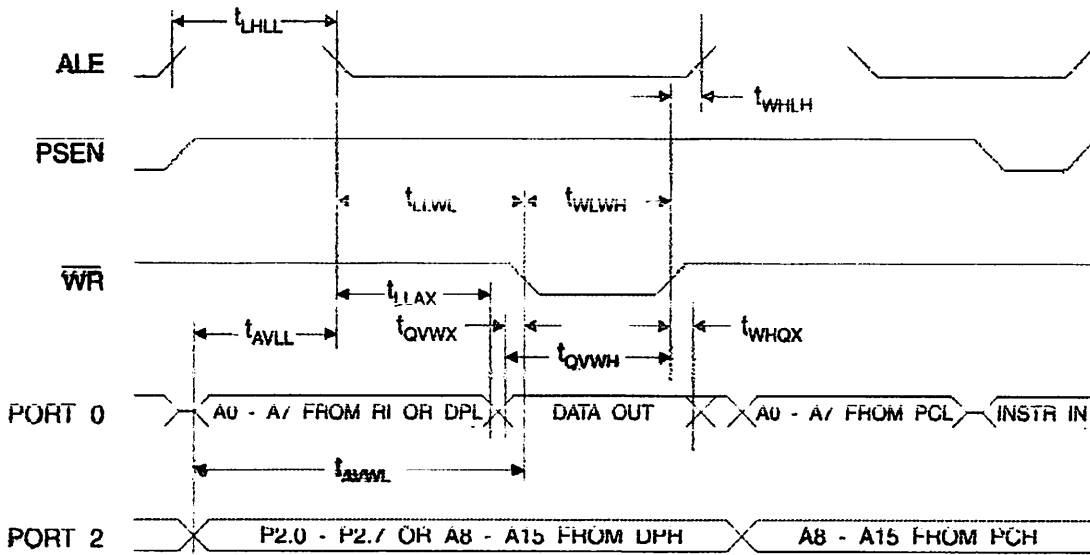 tLHLL
ALE
tWHLH
PSEN
tLLWL tWLWH
WR
tLLAX
tAVLL tQVWX tWHQX
tQVWH
PORT 0 A0 - A7 FROM RI OR DPL DATA OUT A0 - A7 FROM PCL INSTR IN
tAVWL
PORT 2 P2.0 - P2.7 OR A8 - A15 FROM DPH A8 - A15 FROM PCH